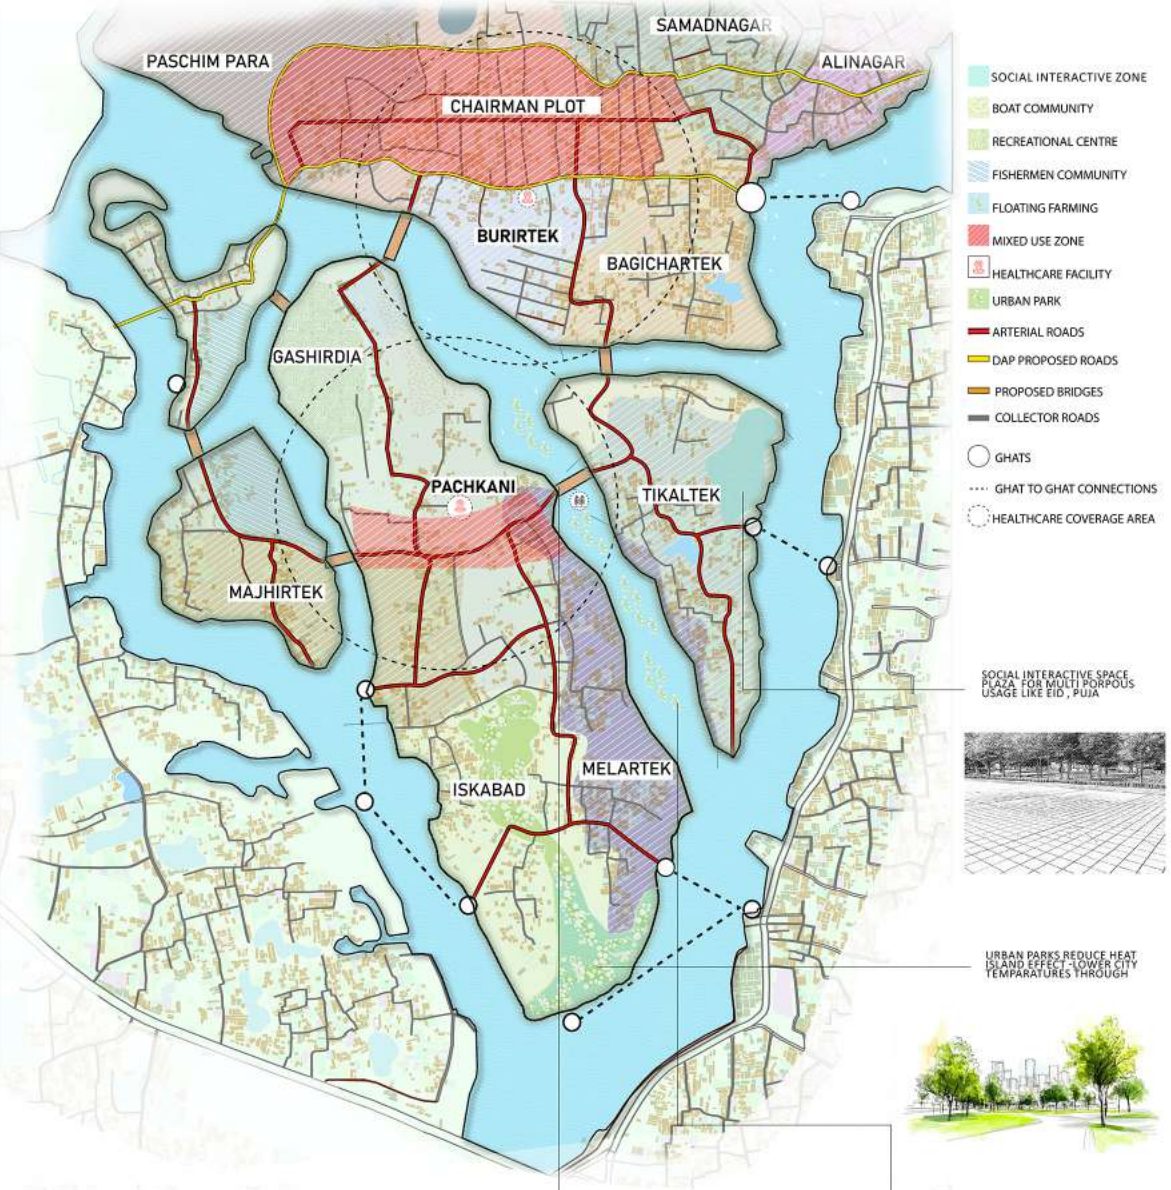 SAMADNAGAR
PASCHIM PARA
ALINAGAR
CHAIRMAN PLOT
BURIRTEK
BAGICHARTEK
GASHIRDIA
PACHKANI
TIKALTEK
MAJHIRTEK
MELARTEK
ISKABAD
SOCIAL INTERACTIVE ZONE
BOAT COMMUNITY
RECREATIONAL CENTRE
FISHERMEN COMMUNITY
FLOATING FARMING
MIXED USE ZONE
HEALTHCARE FACILITY
URBAN PARK
ARTERIAL ROADS
DAP PROPOSED ROADS
PROPOSED BRIDGES
COLLECTOR ROADS
GHATS
GHAT TO GHAT CONNECTIONS
HEALTHCARE COVERAGE AREA
SOCIAL INTERACTIVE SPACE
PLAZA FOR MULTI PORPOUS
USAGE LIKE EID , PUJA
URBAN PARKS REDUCE HEAT
ISLAND EFFECT -LOWER CITY
TEMPARATURES THROUGH